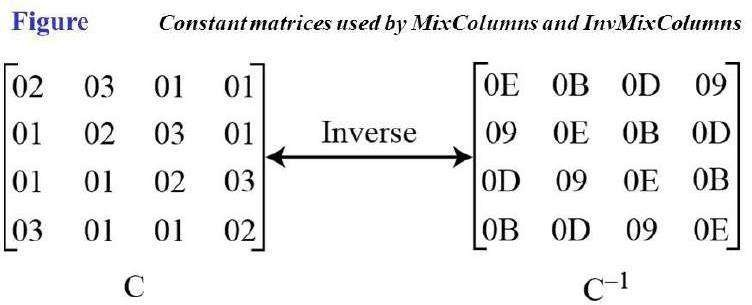 Figure Constant matrices used by MixColumns and InvMixColumns
02 03 01 01 0E 0B 0D 09
01 02 03 01 Inverse 09 0E 0B 0D
01 01 02 03 0D 09 0E 0B
03 01 01 02 0B 0D 09 0E
C C⁻¹